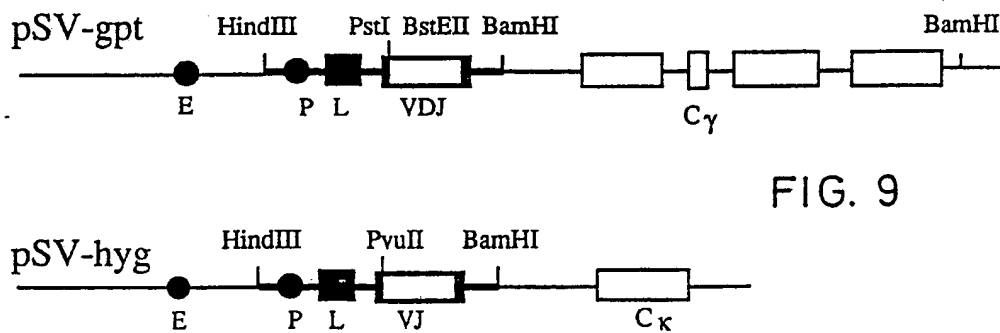 pSV-gpt
HindIII PstI BstEII BamHI BamHI
E P L VDJ Cγ
FIG. 9
pSV-hyg
HindIII PvuII BamHI
E P L VJ Cκ